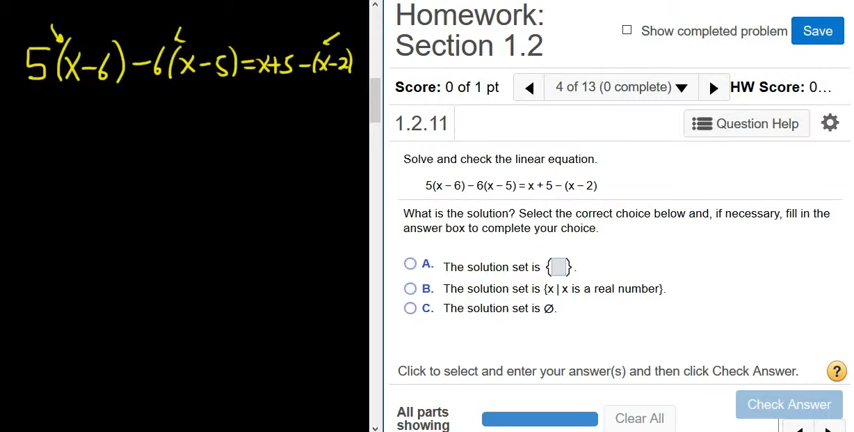 5(x-6)-6(x-5)=x+5-(x-2)
Homework:
Section 1.2
Show completed problem
Save
Score: 0 of 1 pt
4 of 13 (0 complete)
HW Score: 0...
1.2.11
Question Help
Solve and check the linear equation.
5(x − 6) − 6(x − 5) = x + 5 − (x − 2)
What is the solution? Select the correct choice below and, if necessary, fill in the
answer box to complete your choice.
A. The solution set is { }.
B. The solution set is {x | x is a real number}.
C. The solution set is Ø.
Click to select and enter your answer(s) and then click Check Answer.
?
Check Answer
All parts
showing
Clear All